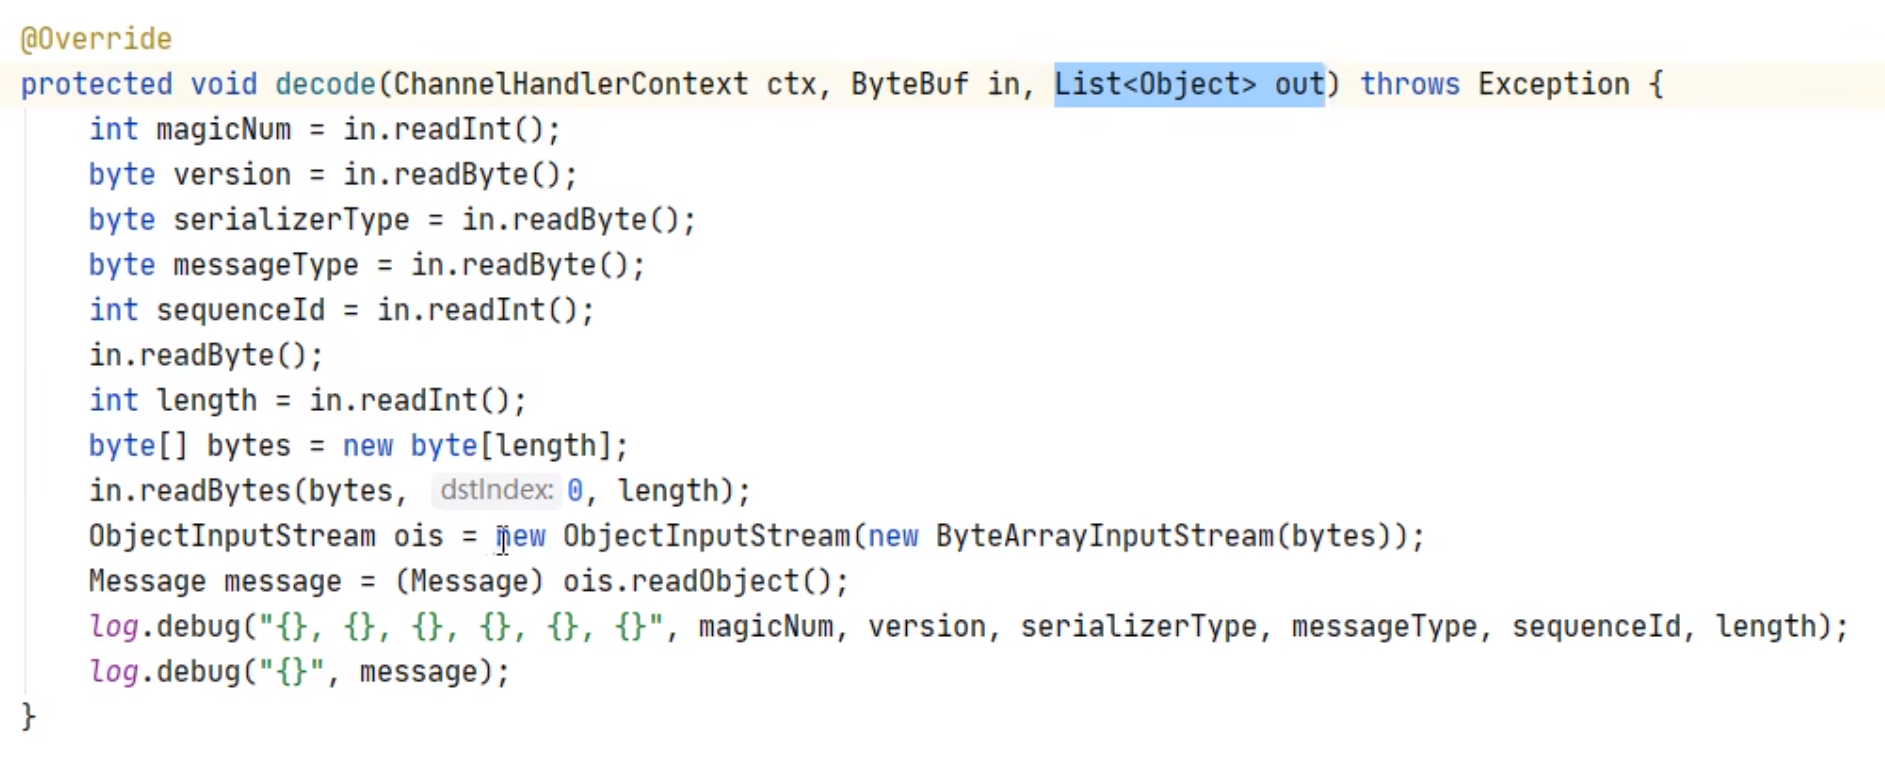 @Override
protected void decode(ChannelHandlerContext ctx, ByteBuf in, List<Object> out) throws Exception {
    int magicNum = in.readInt();
    byte version = in.readByte();
    byte serializerType = in.readByte();
    byte messageType = in.readByte();
    int sequenceId = in.readInt();
    in.readByte();
    int length = in.readInt();
    byte[] bytes = new byte[length];
    in.readBytes(bytes, dstIndex: 0, length);
    ObjectInputStream ois = new ObjectInputStream(new ByteArrayInputStream(bytes));
    Message message = (Message) ois.readObject();
    log.debug("{}, {}, {}, {}, {}, {}", magicNum, version, serializerType, messageType, sequenceId, length);
    log.debug("{}", message);
}